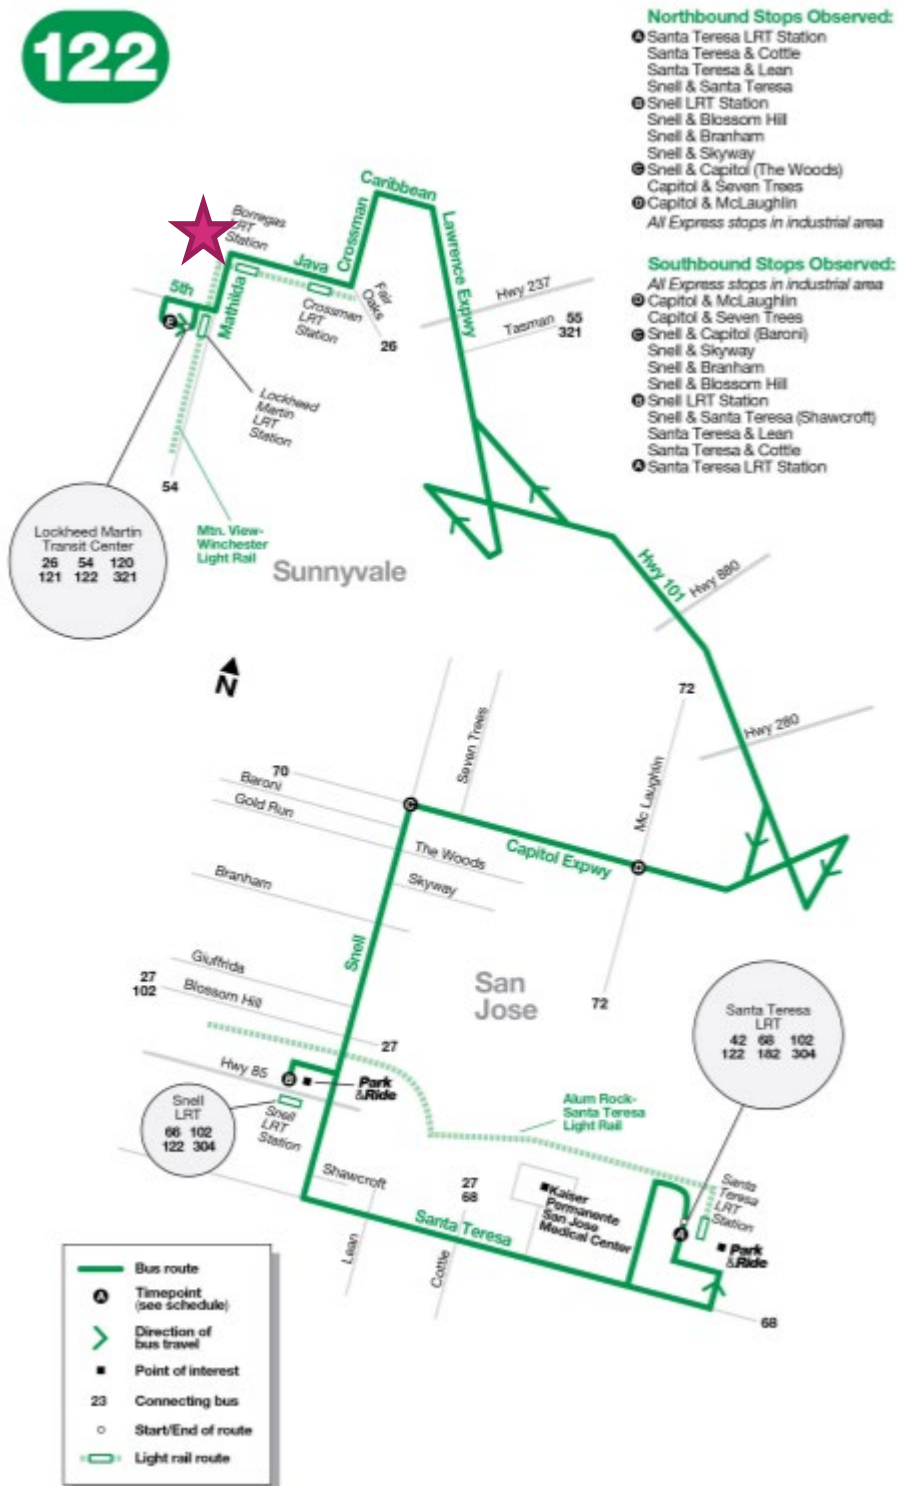 122
Northbound Stops Observed:
A Santa Teresa LRT Station
Santa Teresa & Cottle
Santa Teresa & Lean
Snell & Santa Teresa
B Snell LRT Station
Snell & Blossom Hill
Snell & Branham
Snell & Skyway
C Snell & Capitol (The Woods)
Capitol & Seven Trees
D Capitol & McLaughlin
All Express stops in industrial area
Southbound Stops Observed:
All Express stops in industrial area
D Capitol & McLaughlin
Capitol & Seven Trees
C Snell & Capitol (Baroni)
Snell & Skyway
Snell & Branham
Snell & Blossom Hill
B Snell LRT Station
Snell & Santa Teresa (Shawcroft)
Santa Teresa & Lean
Santa Teresa & Cottle
A Santa Teresa LRT Station
Caribbean
Borregas
LRT
Station
Crossman
Lawrence Expwy
Java
5th
Mathilda
E
Crossman
LRT
Station
Fair
Oaks
26
Hwy 237
Tasman
55
321
Lockheed
Martin
LRT
Station
54
Lockheed Martin
Transit Center
26 54 120
121 122 321
Mtn. View-
Winchester
Light Rail
Sunnyvale
Hwy 101
Hwy 880
N
72
Hwy 280
Seven Trees
Mc Laughlin
70
Baroni
Gold Run
C
The Woods
Capitol Expwy
D
Skyway
Branham
Snell
San
Jose
72
Giuffrida
27
102
Blossom Hill
27
Hwy 85
B
Park
&Ride
Snell
LRT
66 102
122 304
Snell
LRT
Station
Santa Teresa
LRT
42 68 102
122 182 304
Alum Rock-
Santa Teresa
Light Rail
Shawcroft
27
68
Kaiser
Permanente
San Jose
Medical Center
Santa
Teresa
LRT
Station
A
Park
&Ride
Santa Teresa
Lean
Cottle
68
Bus route
A
Timepoint
(see schedule)
Direction of
bus travel
Point of interest
23
Connecting bus
Start/End of route
Light rail route